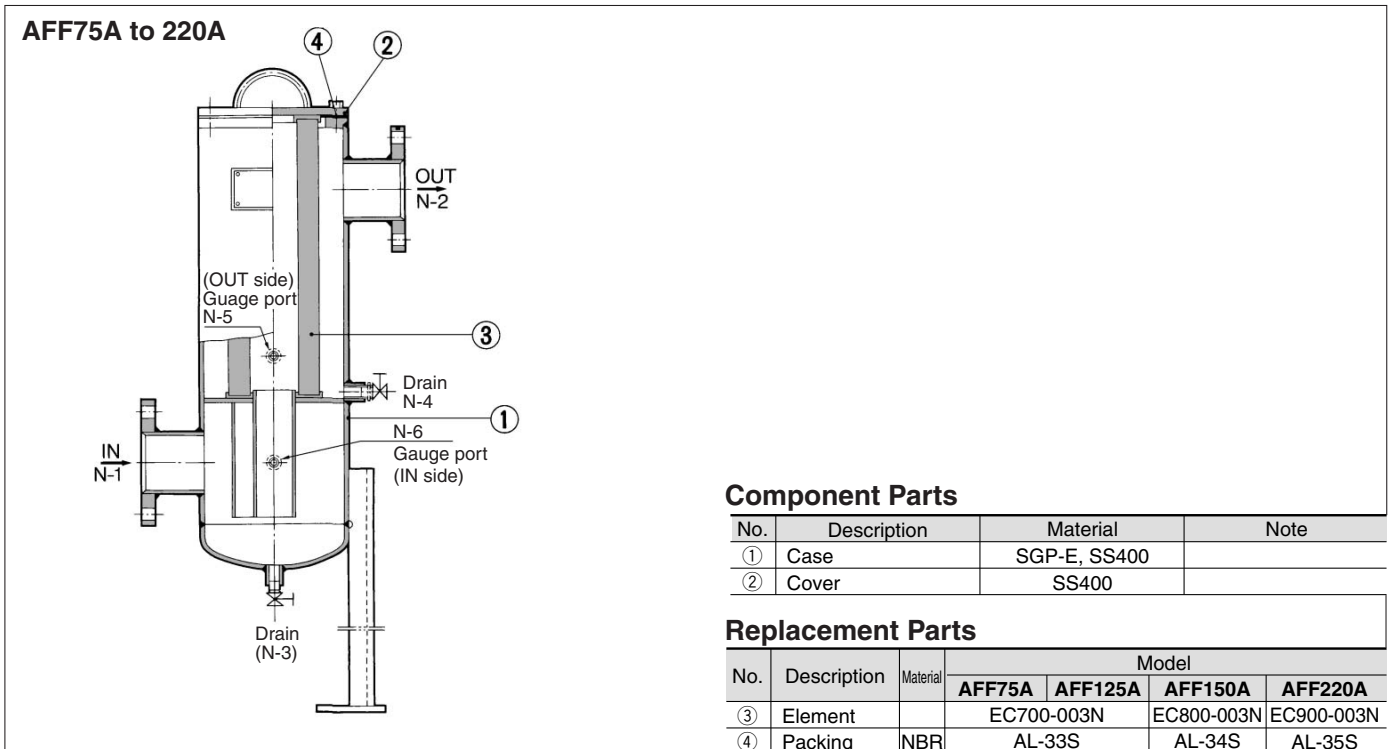 AFF75A to 220A
④ ②
OUT
N-2
(OUT side)
Guage port
N-5
③
Drain
N-4
①
N-6
Gauge port
(IN side)
IN
N-1
Drain
(N-3)
Component Parts
No. Description Material Note
① Case SGP-E, SS400
② Cover SS400
Replacement Parts
No. Description Material Model
AFF75A AFF125A AFF150A AFF220A
③ Element EC700-003N EC800-003N EC900-003N
④ Packing NBR AL-33S AL-34S AL-35S